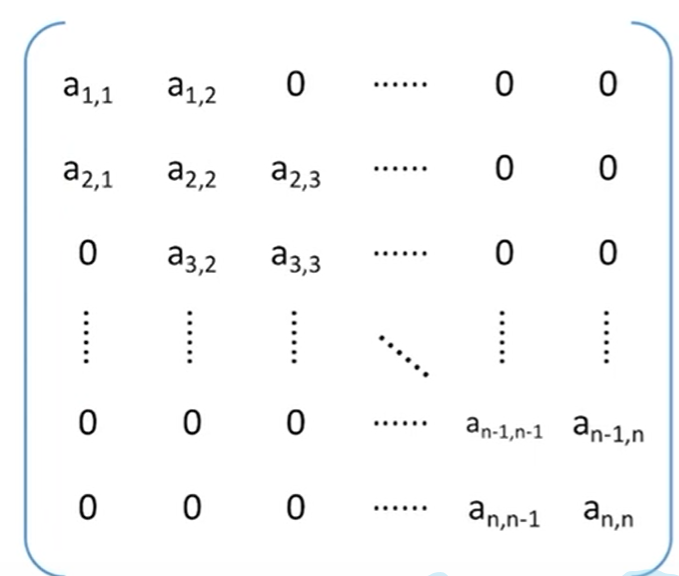 a1,1 a1,2 0 ······ 0 0
a2,1 a2,2 a2,3 ······ 0 0
0 a3,2 a3,3 ······ 0 0
0 0 0 ······ an-1,n-1 an-1,n
0 0 0 ······ an,n-1 an,n